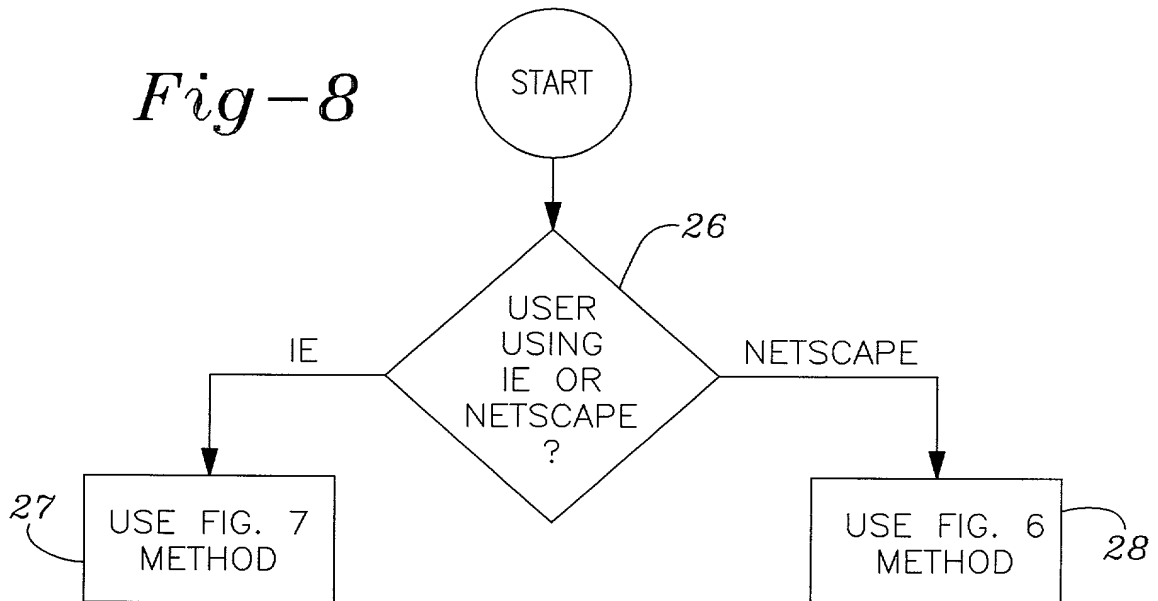 Fig-8
START
26
USER
USING
IE OR
NETSCAPE
?
IE
NETSCAPE
27
USE FIG. 7
METHOD
USE FIG. 6
METHOD
28